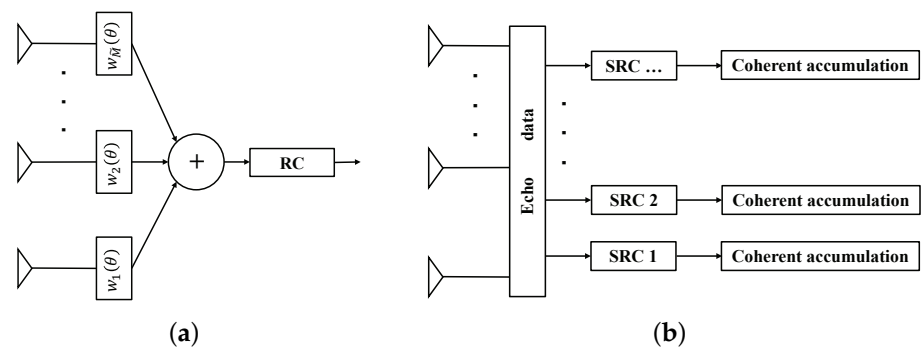 w_M̃(θ)
w_2(θ)
w_1(θ)
+
RC
(a)
Echo data
SRC …
Coherent accumulation
SRC 2
Coherent accumulation
SRC 1
Coherent accumulation
(b)